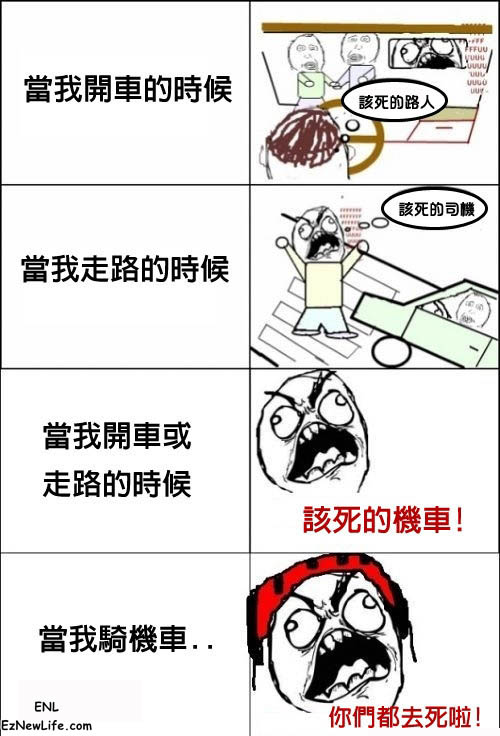 當我開車的時候
該死的路人
當我走路的時候
該死的司機
當我開車或
走路的時候
該死的機車!
當我騎機車..
你們都去死啦!
ENL
EzNewLife.com